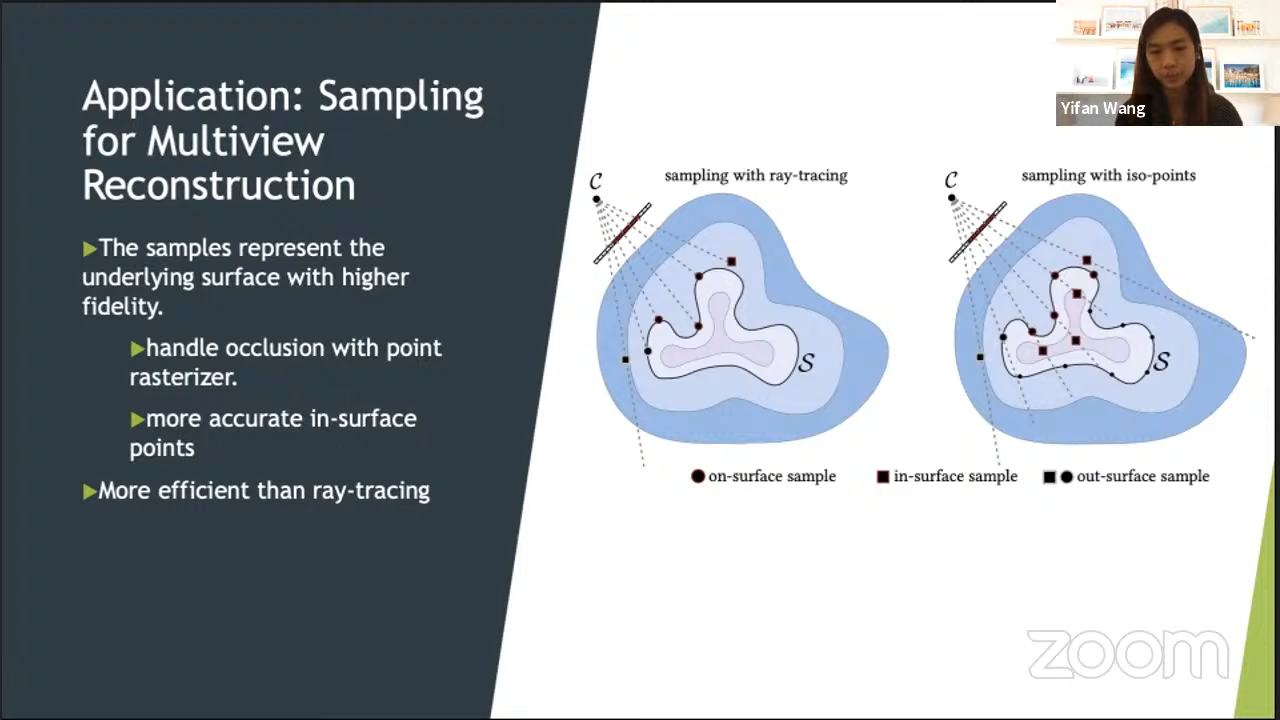 Application: Sampling
for Multiview
Reconstruction
The samples represent the
underlying surface with higher
fidelity.
handle occlusion with point
rasterizer.
more accurate in-surface
points
More efficient than ray-tracing
C
sampling with ray-tracing
S
C
sampling with iso-points
S
on-surface sample
in-surface sample
out-surface sample
Yifan Wang
zoom